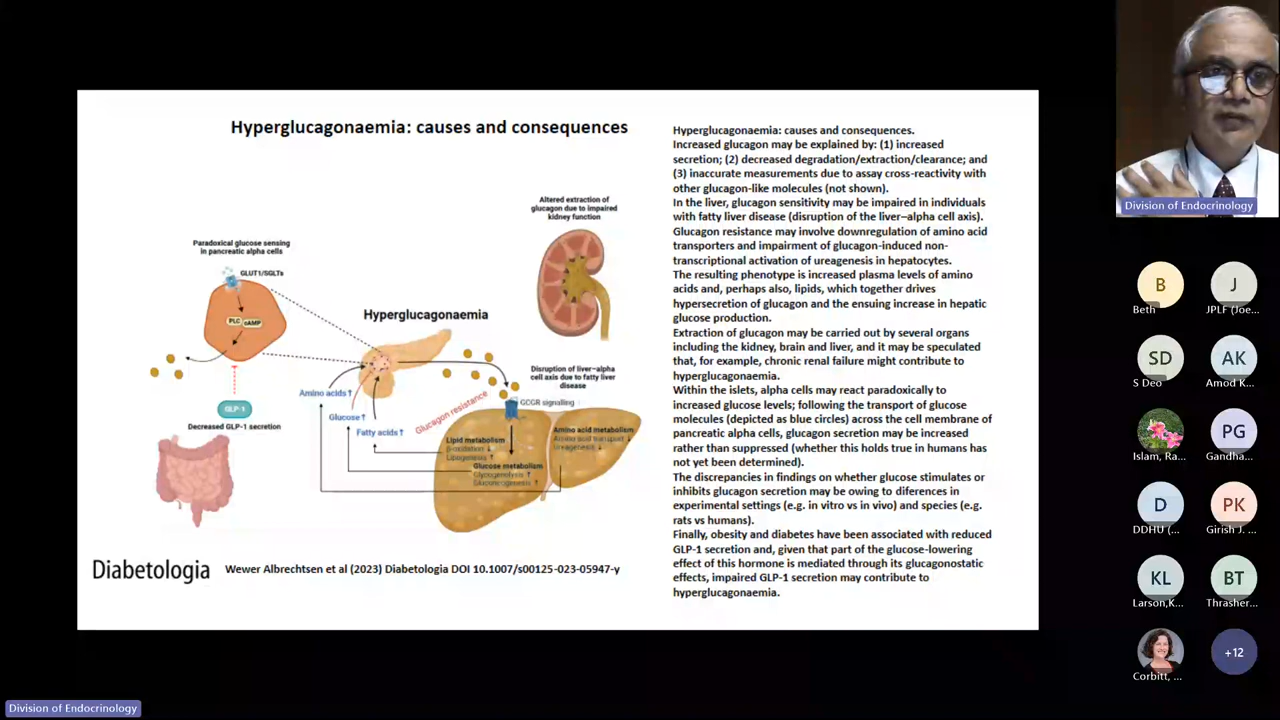 Hyperglucagonaemia: causes and consequences
Altered extraction of
glucagon due to impaired
kidney function
Paradoxical glucose sensing
in pancreatic alpha cells
GLUT1/SGLTs
PLC
cAMP
Hyperglucagonaemia
Disruption of liver–alpha
cell axis due to fatty liver
disease
Amino acids ↑
Glucose ↑
Fatty acids ↑
Glucagon resistance
GCGR signalling
GLP-1
Decreased GLP-1 secretion
Lipid metabolism
B-oxidation ↓
Lipogenesis ↑
Amino acid metabolism
Amino acid transport ↓
Ureagenesis ↓
Glucose metabolism
Glycogenolysis ↑
Gluconeogenesis ↑
Diabetologia
Wewer Albrechtsen et al (2023) Diabetologia DOI 10.1007/s00125-023-05947-y
Hyperglucagonaemia: causes and consequences.
Increased glucagon may be explained by: (1) increased
secretion; (2) decreased degradation/extraction/clearance; and
(3) inaccurate measurements due to assay cross-reactivity with
other glucagon-like molecules (not shown).
In the liver, glucagon sensitivity may be impaired in individuals
with fatty liver disease (disruption of the liver–alpha cell axis).
Glucagon resistance may involve downregulation of amino acid
transporters and impairment of glucagon-induced non-
transcriptional activation of ureagenesis in hepatocytes.
The resulting phenotype is increased plasma levels of amino
acids and, perhaps also, lipids, which together drives
hypersecretion of glucagon and the ensuing increase in hepatic
glucose production.
Extraction of glucagon may be carried out by several organs
including the kidney, brain and liver, and it may be speculated
that, for example, chronic renal failure might contribute to
hyperglucagonaemia.
Within the islets, alpha cells may react paradoxically to
increased glucose levels; following the transport of glucose
molecules (depicted as blue circles) across the cell membrane of
pancreatic alpha cells, glucagon secretion may be increased
rather than suppressed (whether this holds true in humans has
not yet been determined).
The discrepancies in findings on whether glucose stimulates or
inhibits glucagon secretion may be owing to diferences in
experimental settings (e.g. in vitro vs in vivo) and species (e.g.
rats vs humans).
Finally, obesity and diabetes have been associated with reduced
GLP-1 secretion and, given that part of the glucose-lowering
effect of this hormone is mediated through its glucagonostatic
effects, impaired GLP-1 secretion may contribute to
hyperglucagonaemia.
Division of Endocrinology
B
Beth
J
JPLF (Joe...
SD
S Deo
AK
Amod K...
Islam, Ra...
PG
Gandha...
D
DDHU (...
PK
Girish J. ...
KL
Larson,K...
BT
Thrasher...
Corbitt, ...
+12
Division of Endocrinology